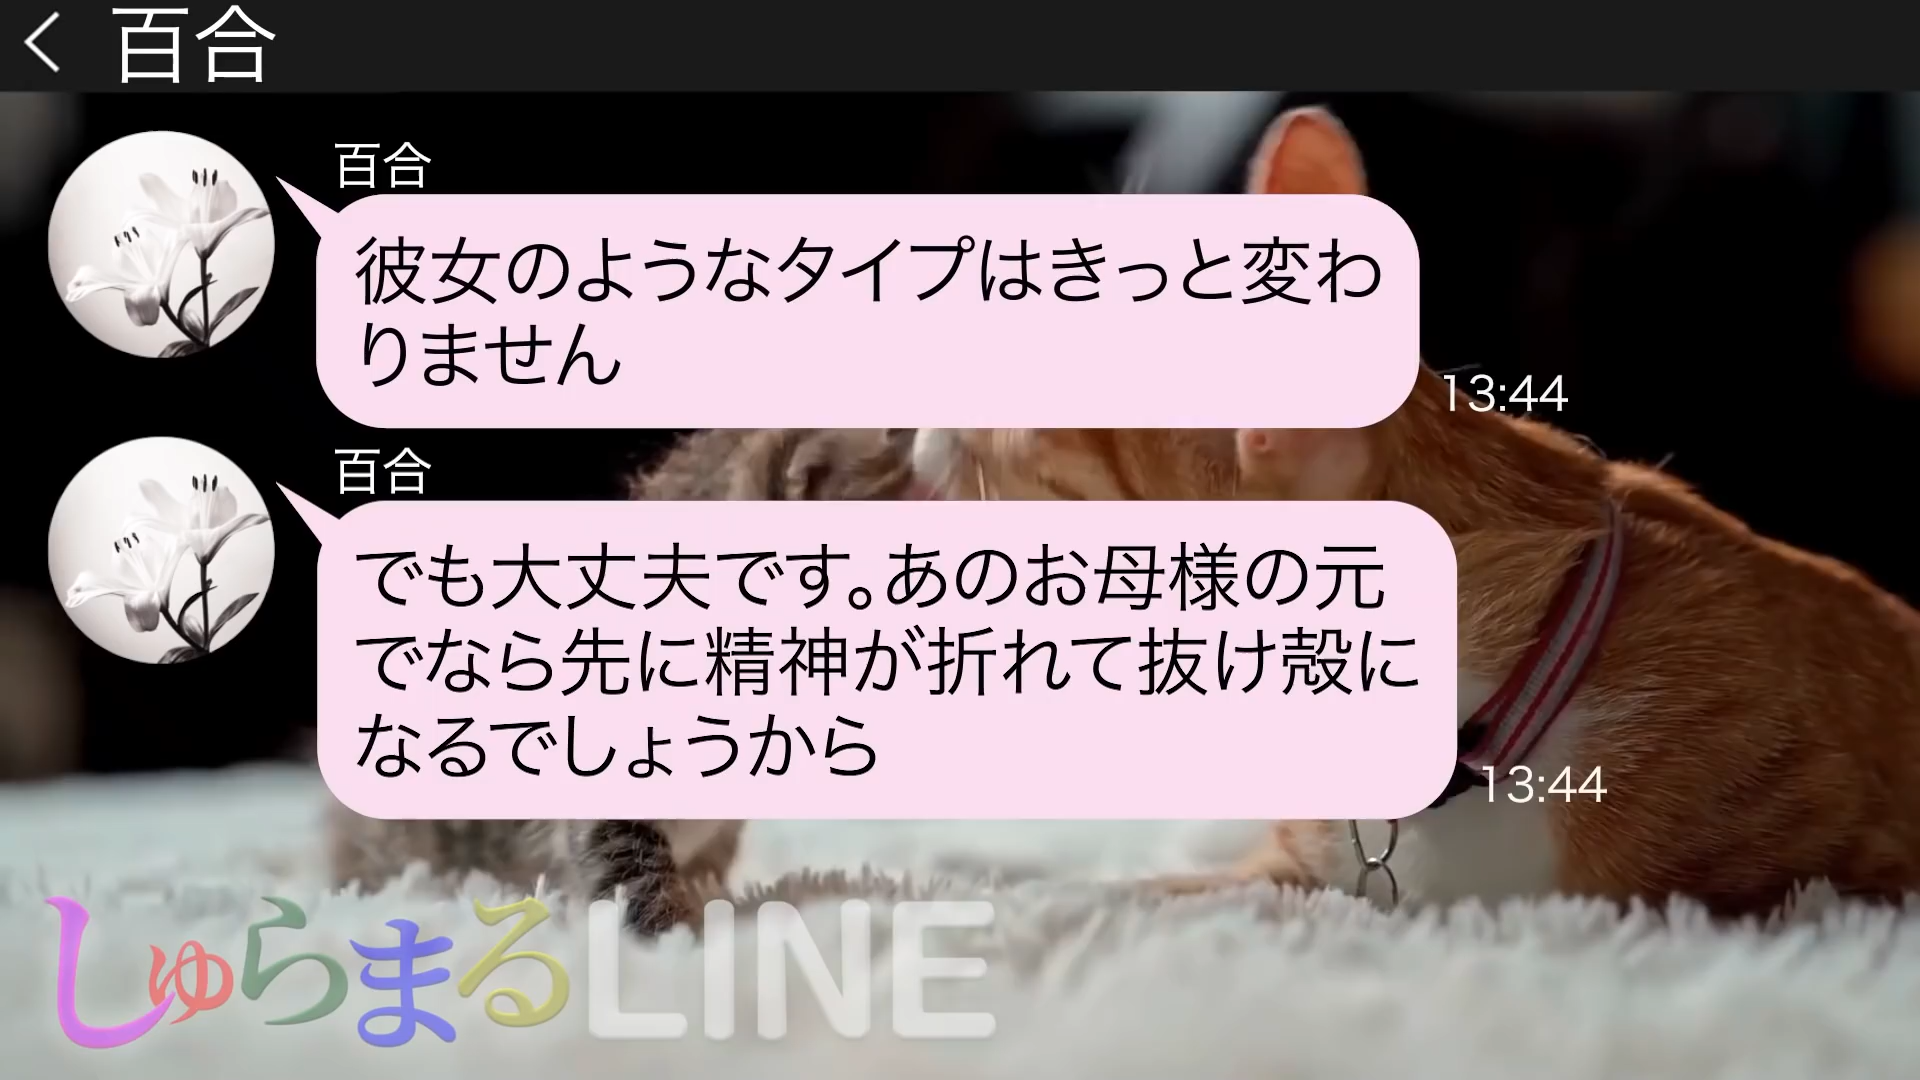 百合
百合
彼女のようなタイプはきっと変わ
りません
13:44
百合
でも大丈夫です。あのお母様の元
でなら先に精神が折れて抜け殻に
なるでしょうから
13:44
しゅらまるLINE